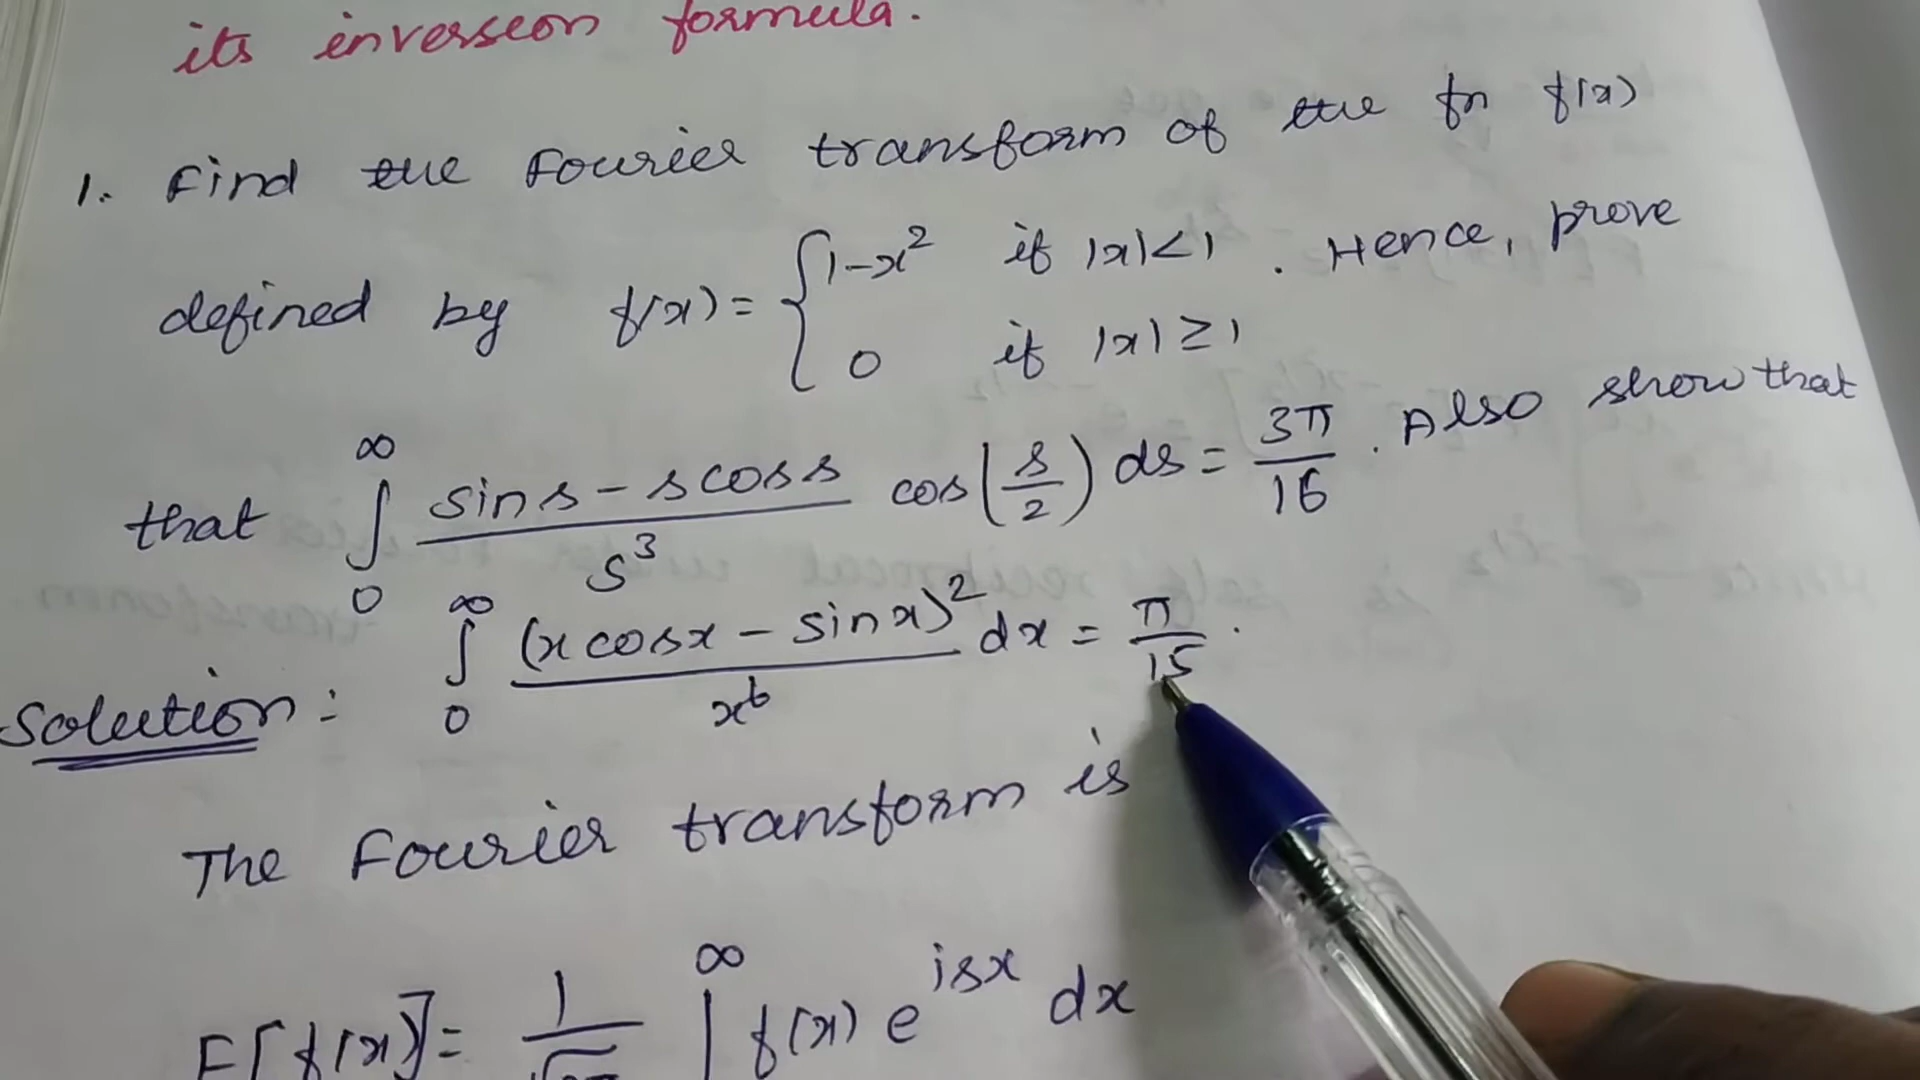 its inversion formula.
1. Find the Fourier transform of the fn f(x)
defined by f(x) = { 1-x² if |x|<1 . Hence, prove
0 if |x| ≥ 1
that ∫₀^∞ (sin s - s cos s)/s³ cos(s/2) ds = 3π/16 . Also show that
∫₀^∞ (x cos x - sin x)²/x⁶ dx = π/15 .
Solution:
The Fourier transform is
F[f(x)] = 1/√2π ∫^∞ f(x) e^{isx} dx